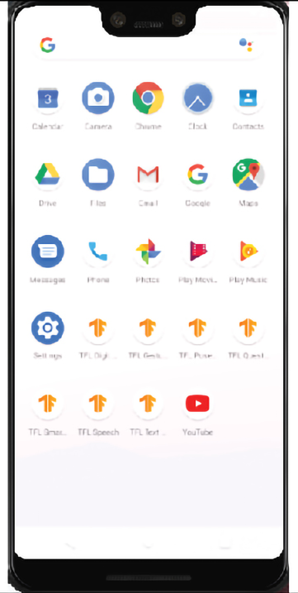 3
Calendar Camera Chrome Clock Contacts
Drive Files Gmail Google Maps
Messages Phone Photos Play Movi... Play Music
Settings TFL Digit... TFL Gest... TFL Pose TFL Quest...
TFL Smar... TFL Speech TFL Text ... YouTube